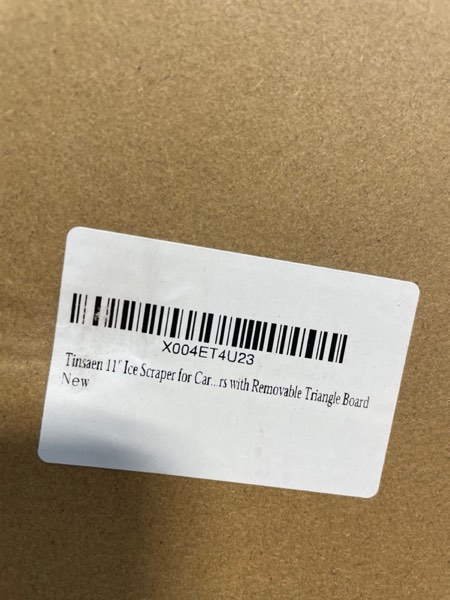 X004ET4U23
Tinsaen 11" Ice Scraper for Car...rs with Removable Triangle Board
New